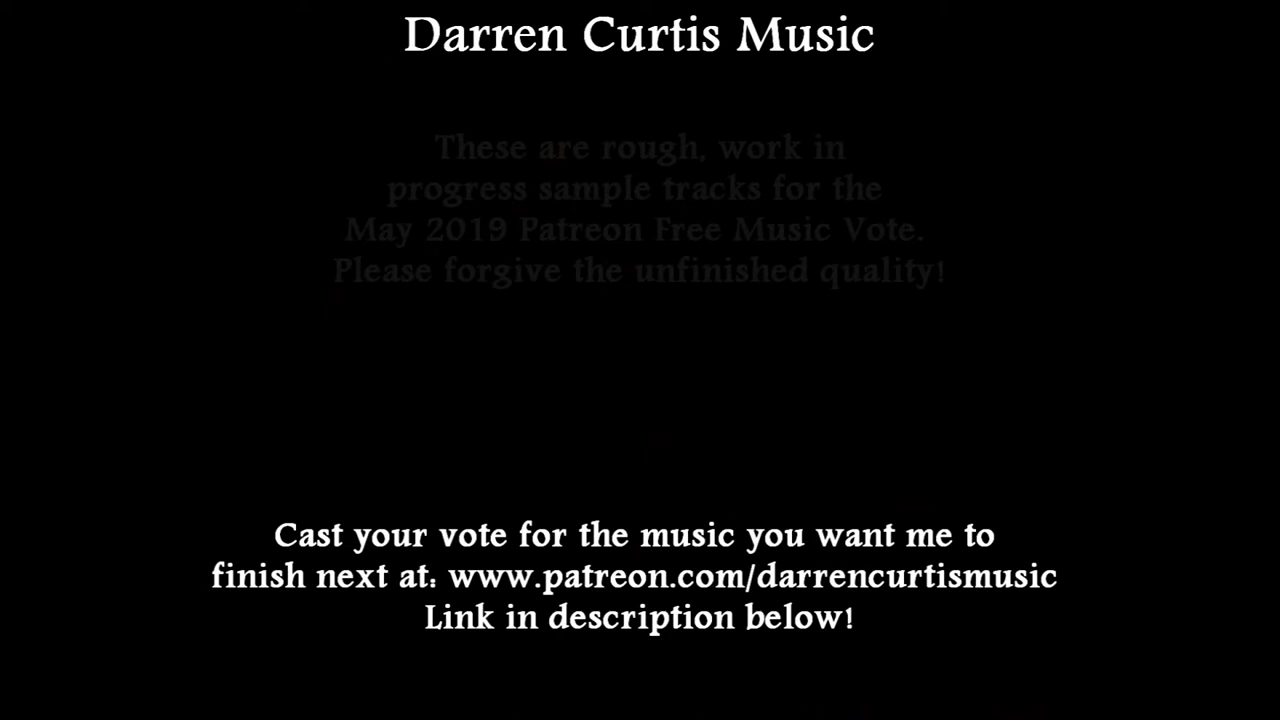 Darren Curtis Music
These are rough, work in
progress sample tracks for the
May 2019 Patreon Free Music Vote.
Please forgive the unfinished quality!
Cast your vote for the music you want me to
finish next at: www.patreon.com/darrencurtismusic
Link in description below!